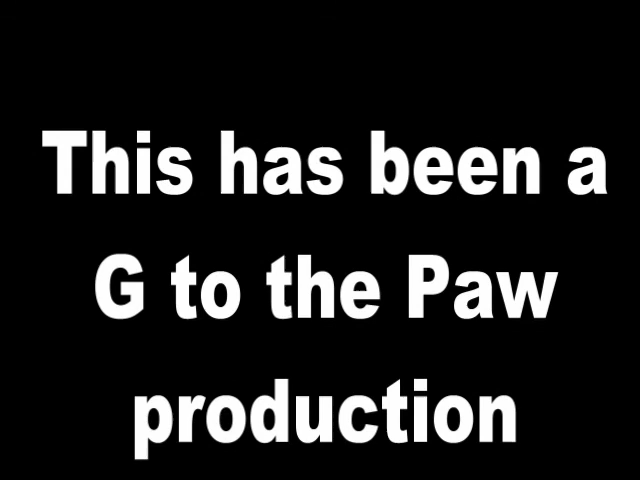 This has been a
G to the Paw
production